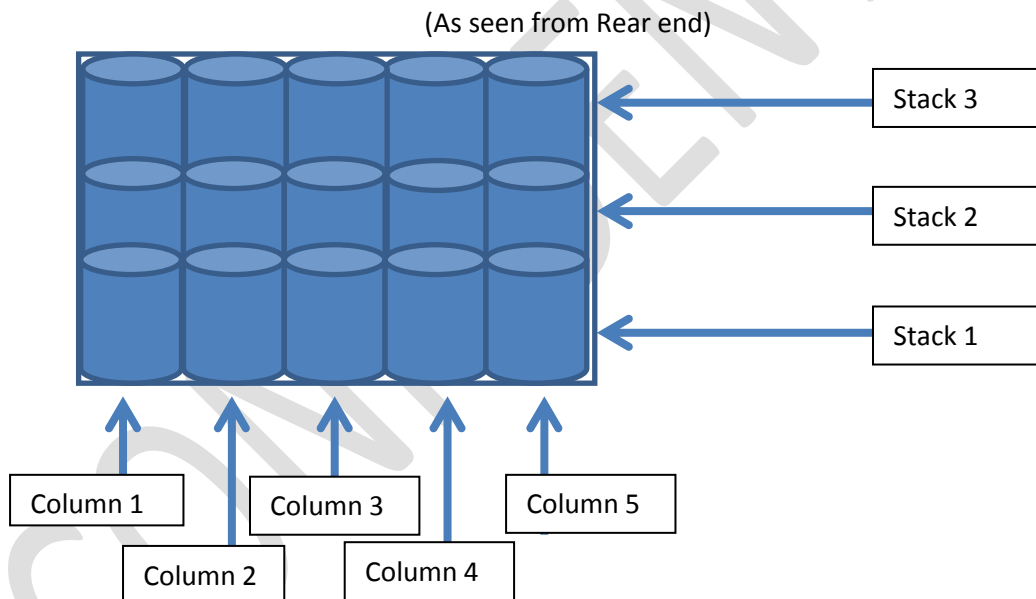 (As seen from Rear end)
Stack 3
Stack 2
Stack 1
Column 1
Column 3
Column 5
Column 2
Column 4